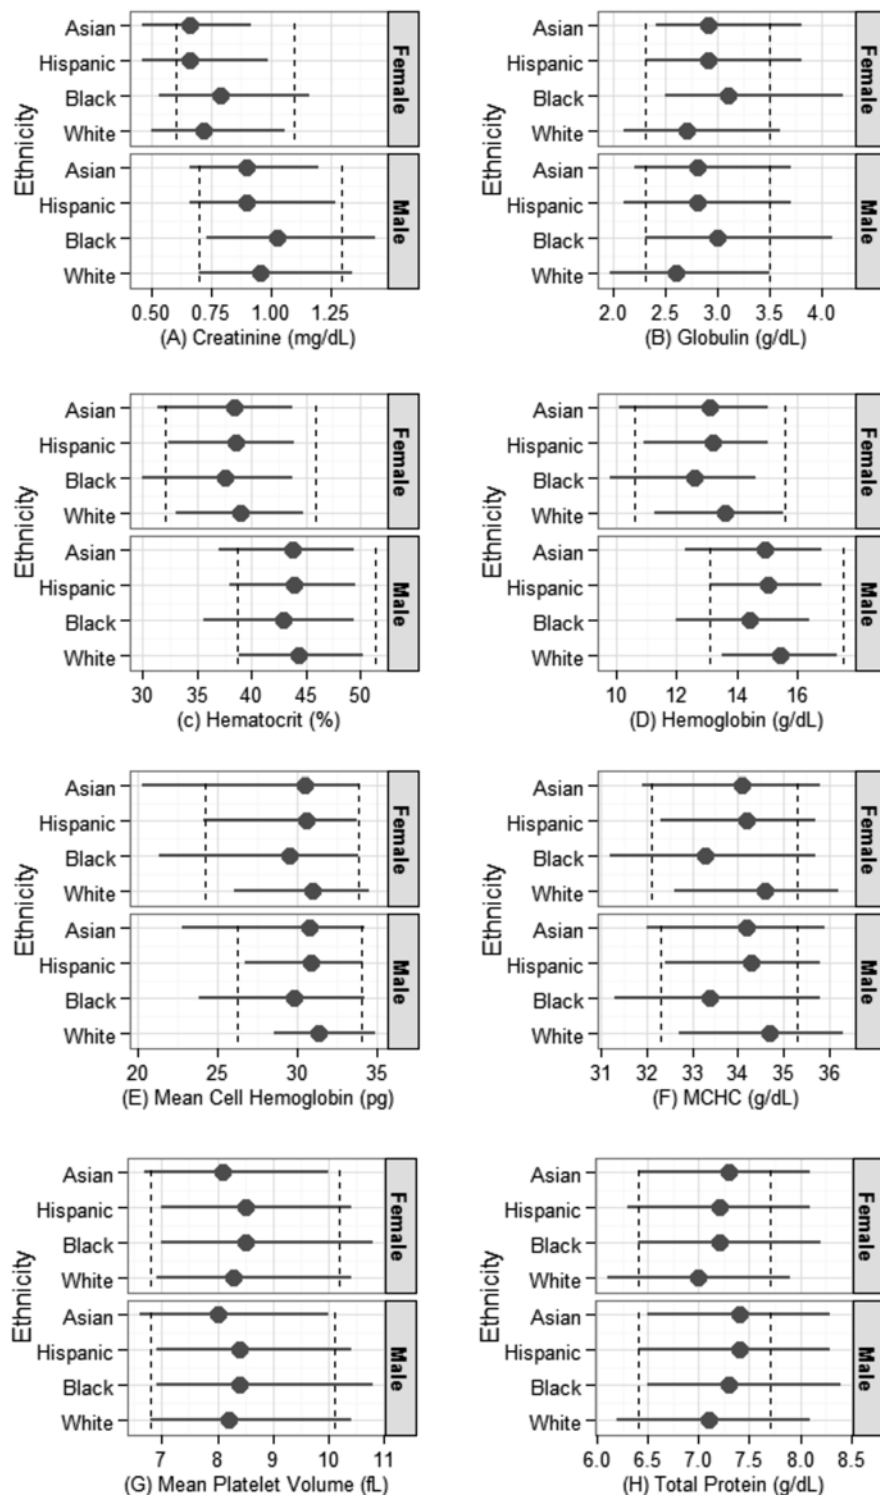 Ethnicity
Asian
Hispanic
Black
White
Female
Asian
Hispanic
Black
White
Male
0.50 0.75 1.00 1.25
(A) Creatinine (mg/dL)
Ethnicity
Asian
Hispanic
Black
White
Female
Asian
Hispanic
Black
White
Male
2.0 2.5 3.0 3.5 4.0
(B) Globulin (g/dL)
Ethnicity
Asian
Hispanic
Black
White
Female
Asian
Hispanic
Black
White
Male
30 35 40 45 50
(c) Hematocrit (%)
Ethnicity
Asian
Hispanic
Black
White
Female
Asian
Hispanic
Black
White
Male
10 12 14 16
(D) Hemoglobin (g/dL)
Ethnicity
Asian
Hispanic
Black
White
Female
Asian
Hispanic
Black
White
Male
20 25 30 35
(E) Mean Cell Hemoglobin (pg)
Ethnicity
Asian
Hispanic
Black
White
Female
Asian
Hispanic
Black
White
Male
31 32 33 34 35 36
(F) MCHC (g/dL)
Ethnicity
Asian
Hispanic
Black
White
Female
Asian
Hispanic
Black
White
Male
7 8 9 10 11
(G) Mean Platelet Volume (fL)
Ethnicity
Asian
Hispanic
Black
White
Female
Asian
Hispanic
Black
White
Male
6.0 6.5 7.0 7.5 8.0 8.5
(H) Total Protein (g/dL)